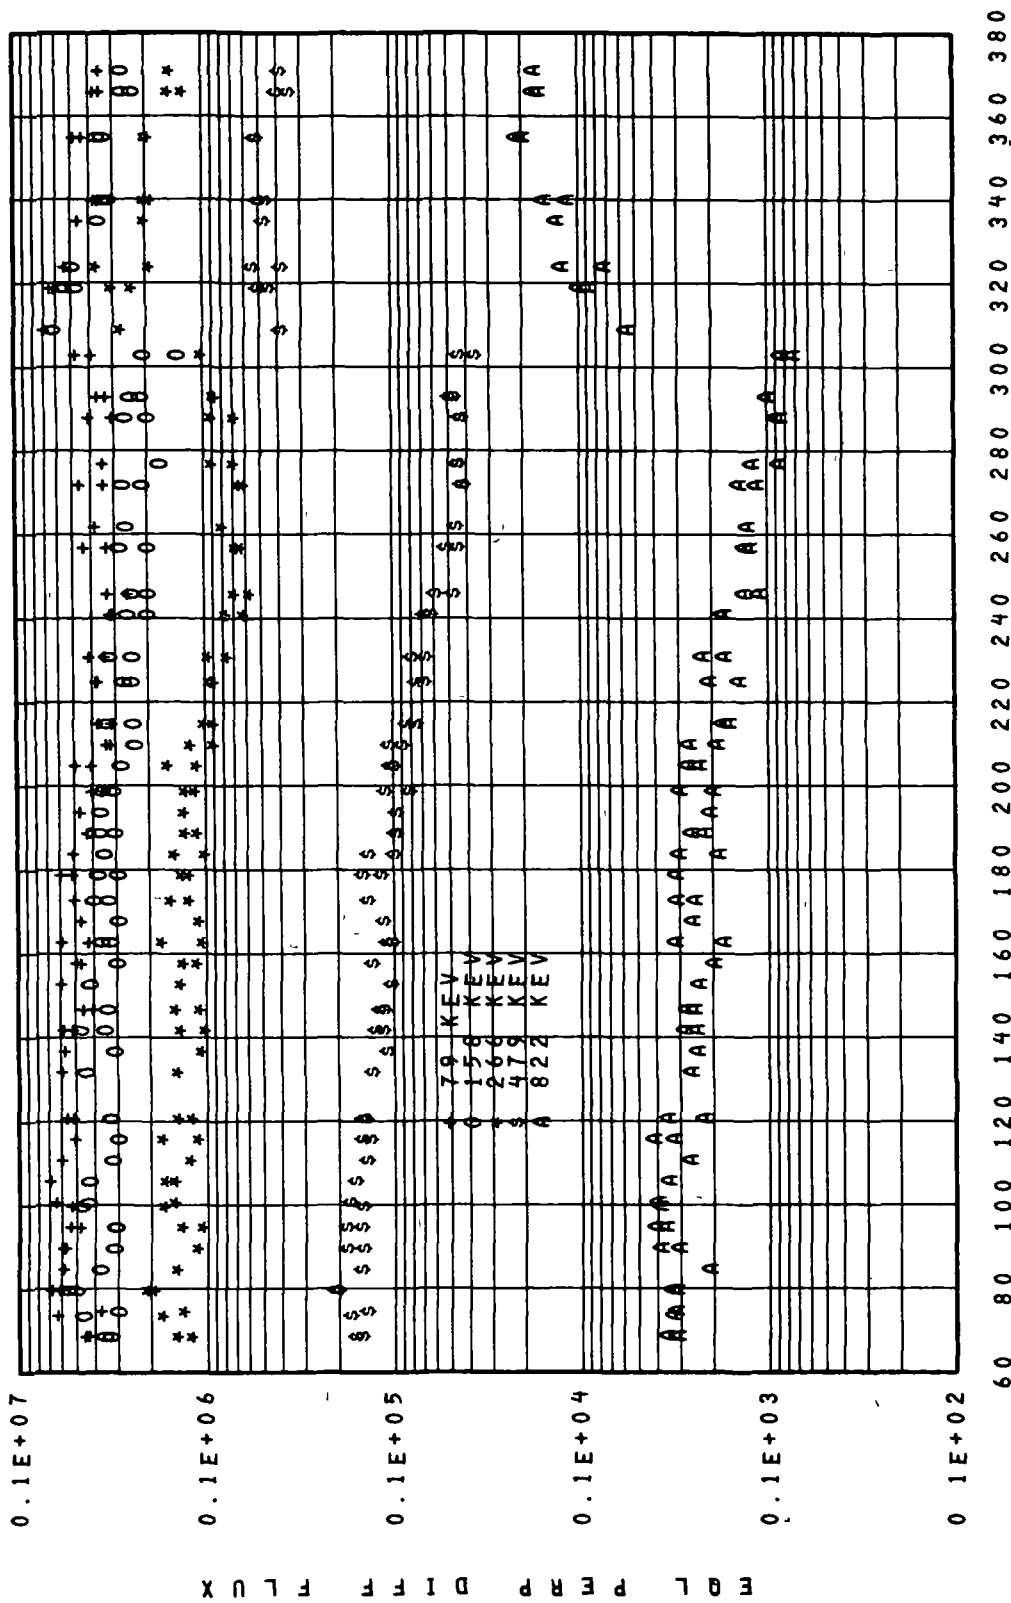 EQL PERP DIFF FLUX
0.1E+07
0.1E+06
0.1E+05
0.1E+04
0.1E+03
0 1E+02
+ 79 KEV
O 158 KEV
* 266 KEV
S 479 KEV
A 822 KEV
60 80 100 120 140 160 180 200 220 240 260 280 300 320 340 360 380